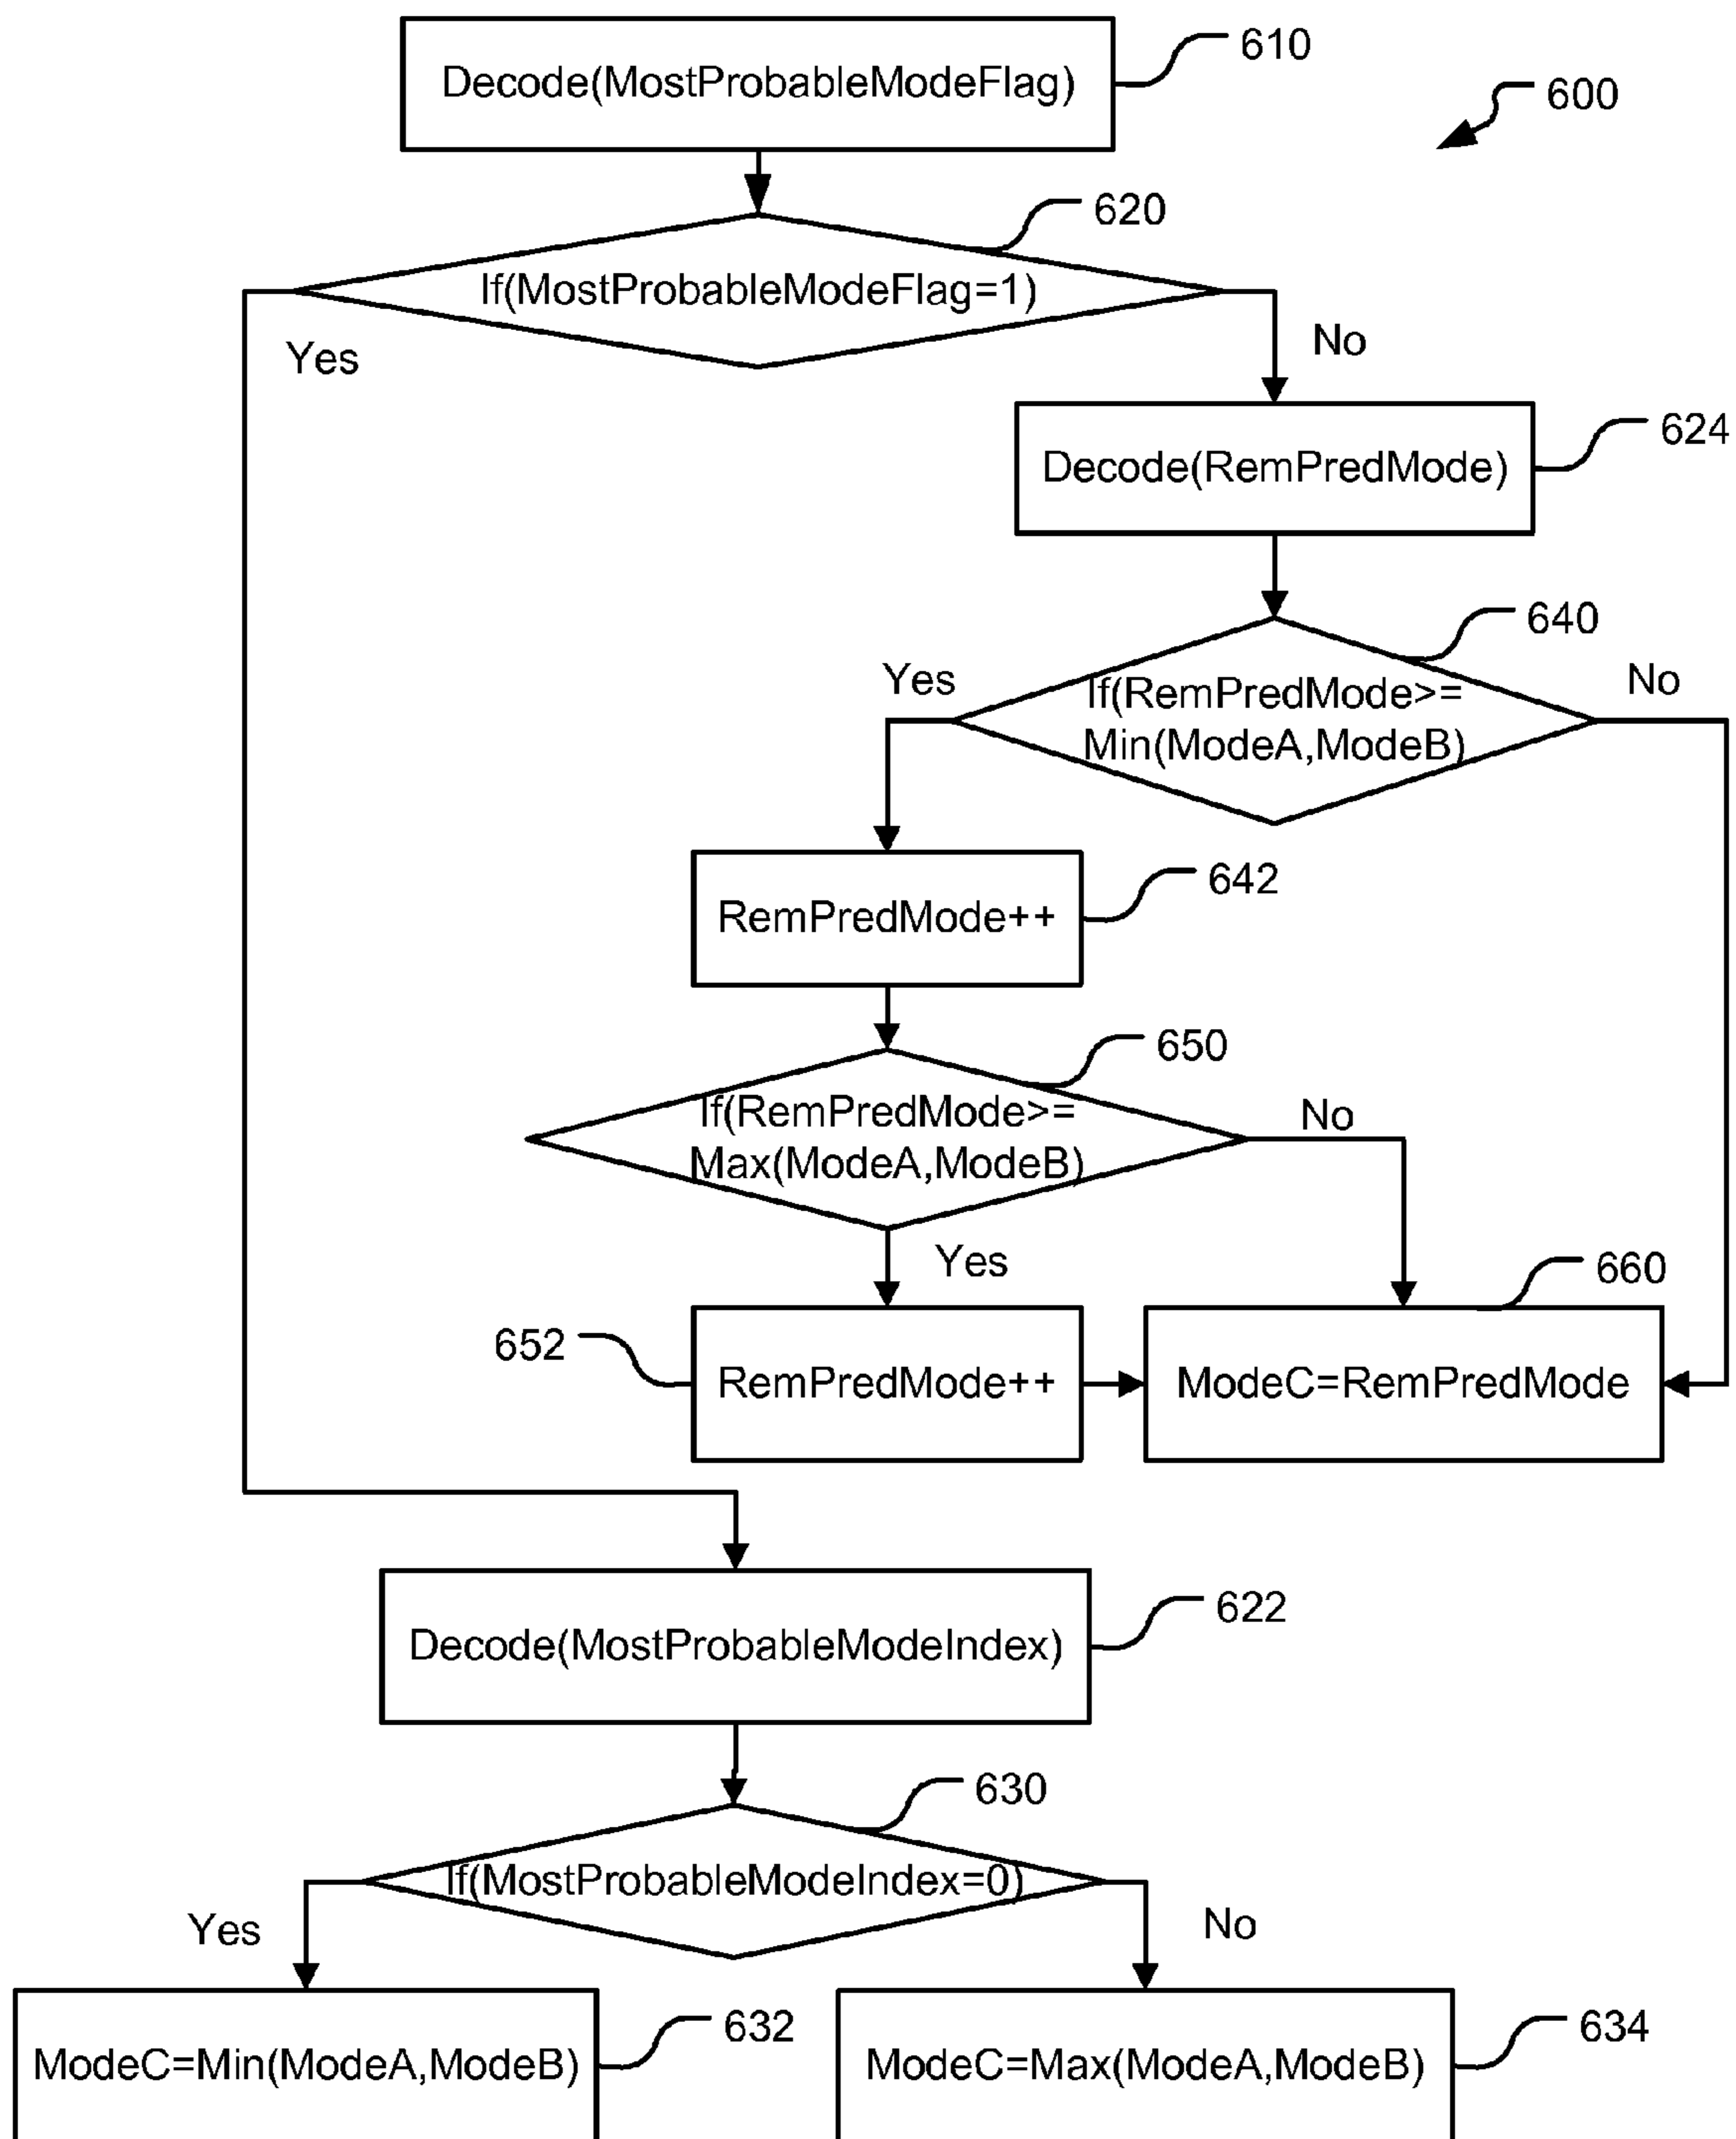 Decode(MostProbableModeFlag)
610
600
620
If(MostProbableModeFlag=1)
Yes
No
624
Decode(RemPredMode)
640
Yes
No
If(RemPredMode>=
Min(ModeA,ModeB)
642
RemPredMode++
650
If(RemPredMode>=
Max(ModeA,ModeB)
No
Yes
660
652
RemPredMode++
ModeC=RemPredMode
622
Decode(MostProbableModeIndex)
630
If(MostProbableModeIndex=0)
Yes
No
632
ModeC=Min(ModeA,ModeB)
634
ModeC=Max(ModeA,ModeB)